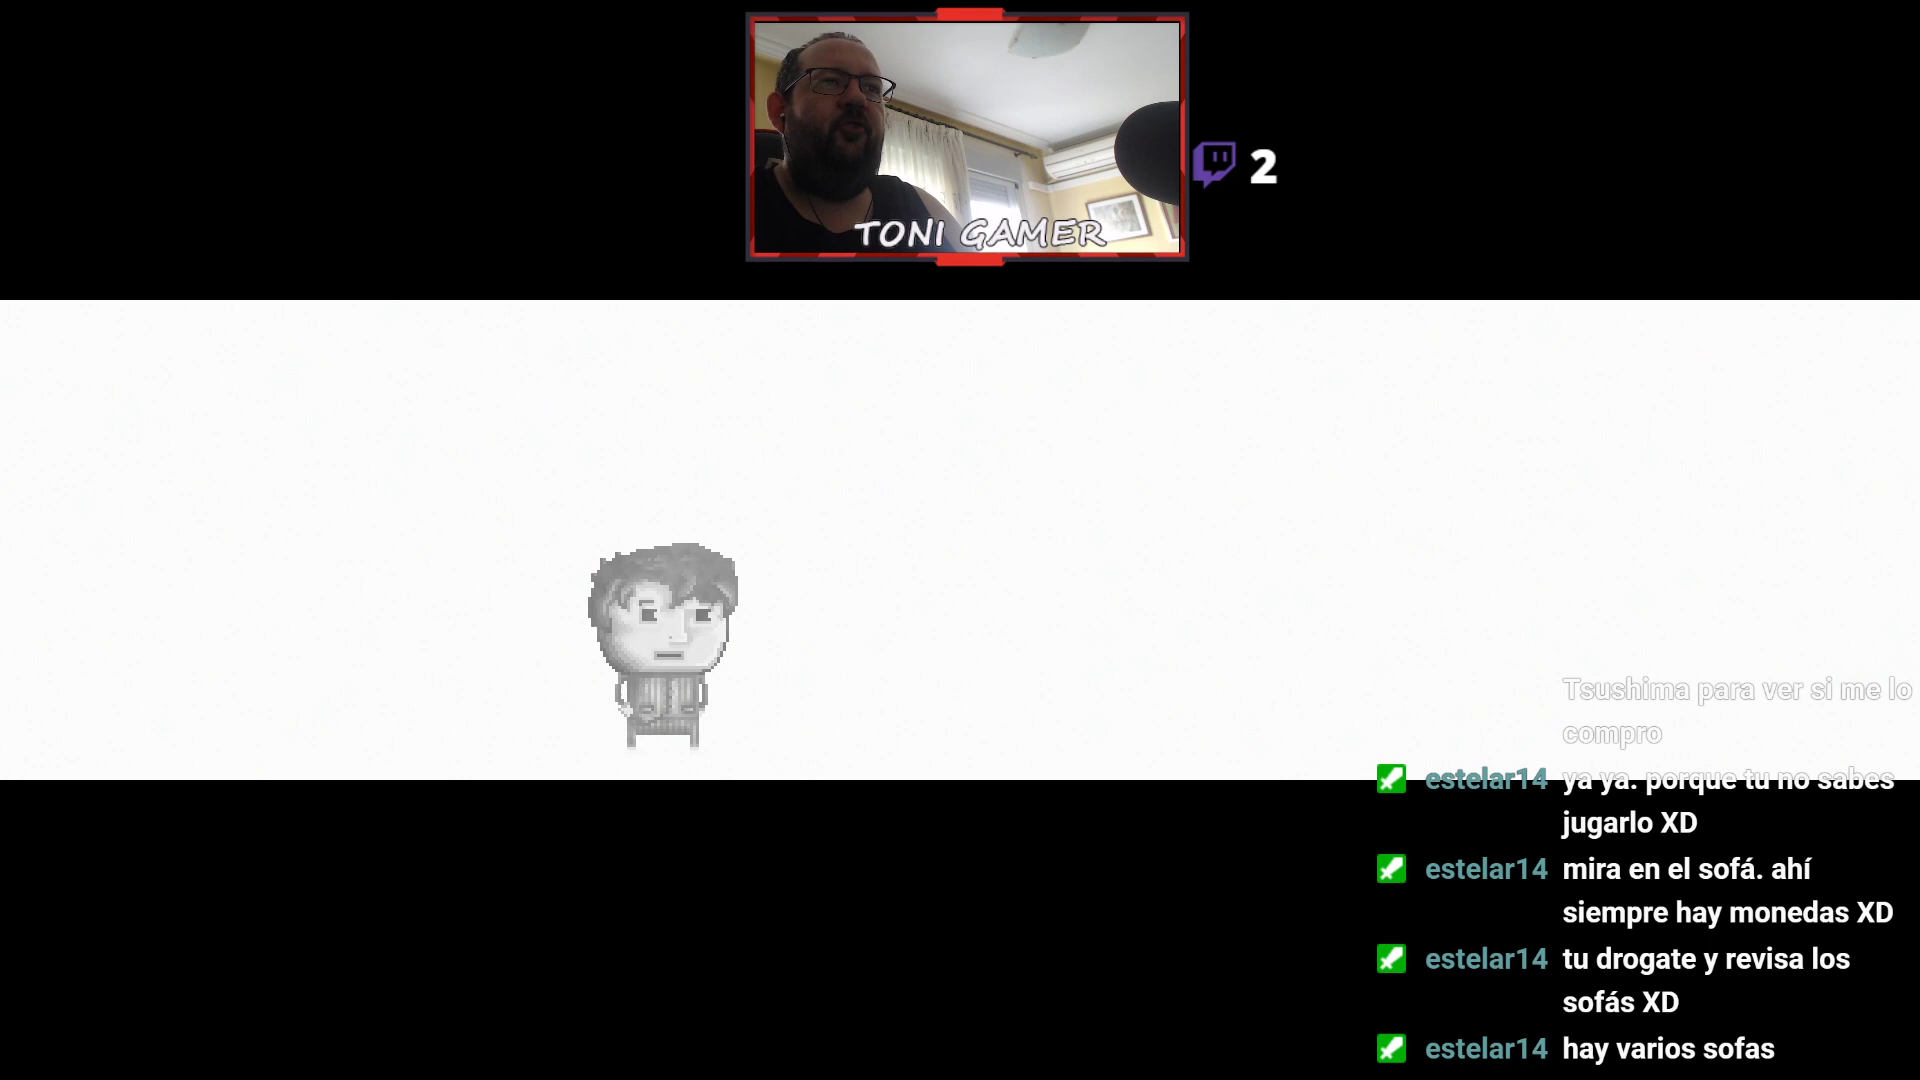 TONI GAMER
2
Tsushima para ver si me lo
compro
estelar14 ya ya. porque tu no sabes
jugarlo XD
estelar14 mira en el sofá. ahí
siempre hay monedas XD
estelar14 tu drogate y revisa los
sofás XD
estelar14 hay varios sofas